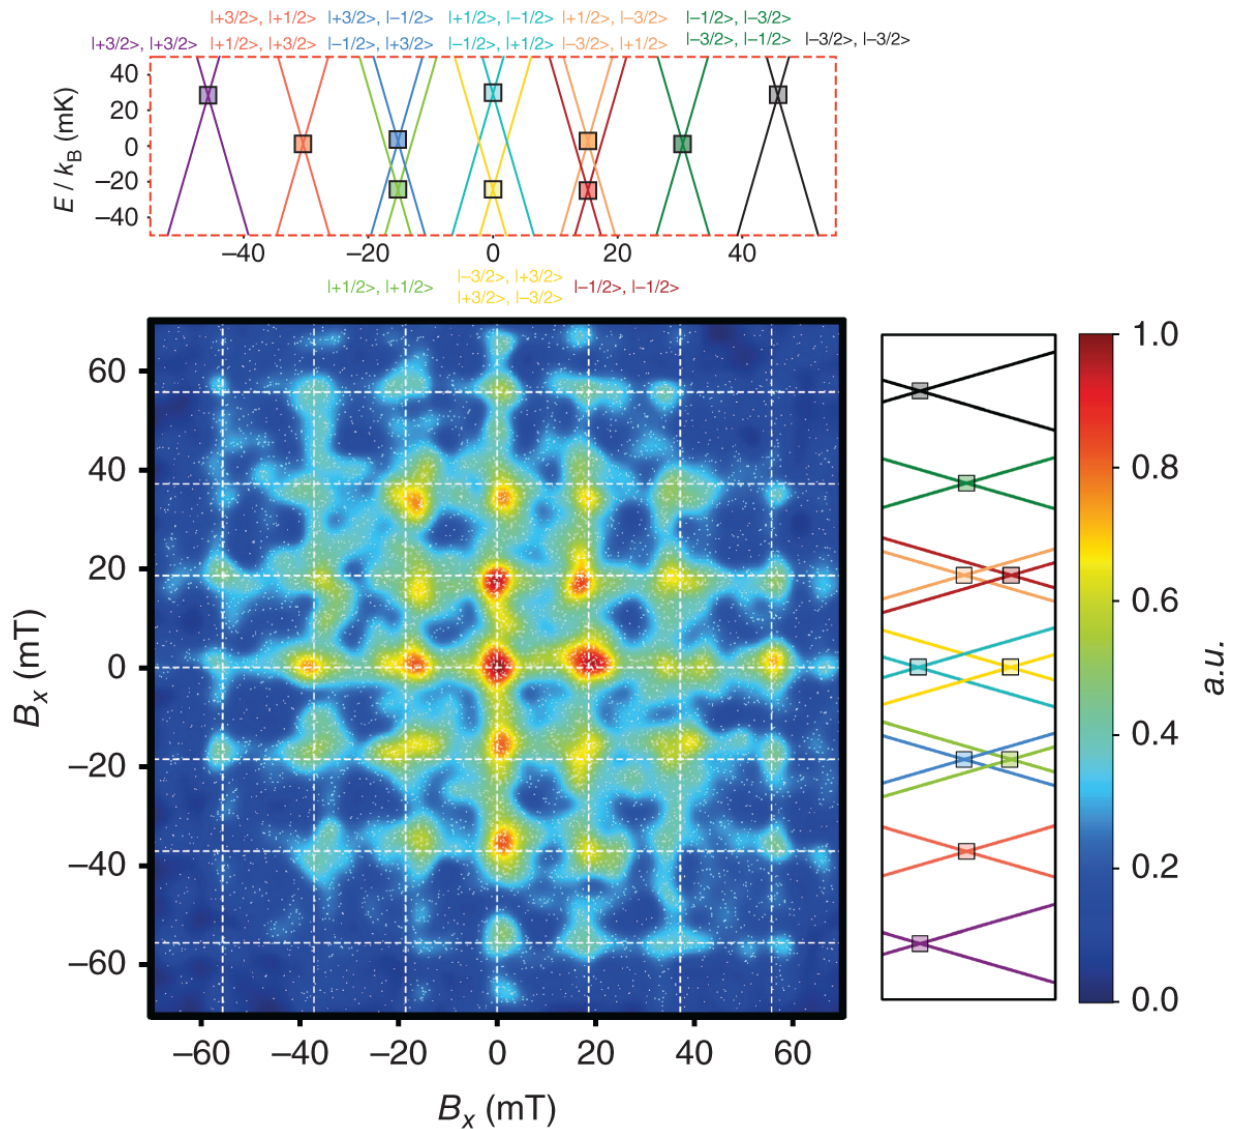 |+3/2>, |+1/2> |+3/2>, |−1/2> |+1/2>, |−1/2> |+1/2>, |−3/2> |−1/2>, |−3/2>
|+3/2>, |+3/2> |+1/2>, |+3/2> |−1/2>, |+3/2> |−1/2>, |+1/2> |−3/2>, |+1/2> |−3/2>, |−1/2> |−3/2>, |−3/2>
E / kB (mK)
40
20
0
−20
−40
−40 −20 0 20 40
|+1/2>, |+1/2> |−3/2>, |+3/2> |−1/2>, |−1/2>
|+3/2>, |−3/2>
Bx (mT)
60
40
20
0
−20
−40
−60
−60 −40 −20 0 20 40 60
Bx (mT)
1.0
0.8
0.6
0.4
0.2
0.0
a.u.